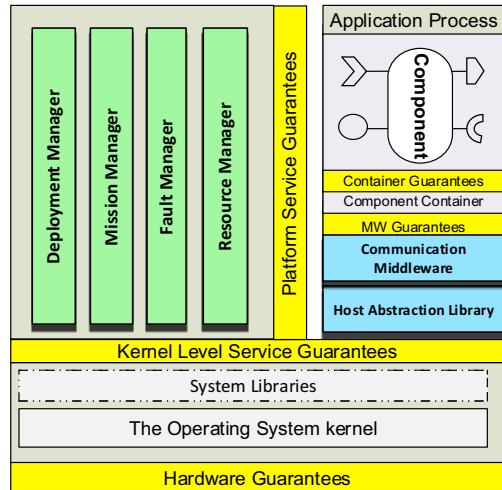 Deployment Manager
Mission Manager
Fault Manager
Resource Manager
Platform Service Guarantees
Application Process
Component
Container Guarantees
Component Container
MW Guarantees
Communication
Middleware
Host Abstraction Library
Kernel Level Service Guarantees
System Libraries
The Operating System kernel
Hardware Guarantees